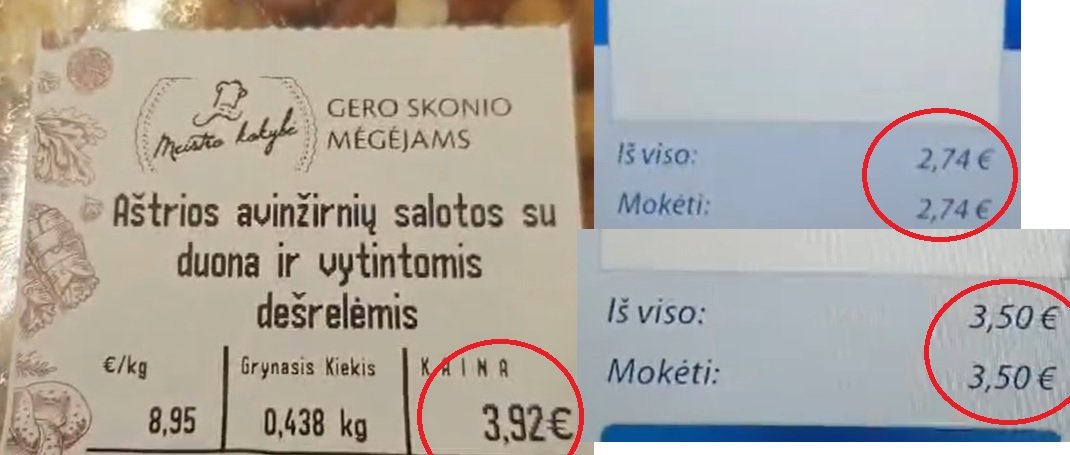 Meistro kokybė
GERO SKONIO
MĖGĖJAMS
Aštrios avinžirnių salotos su
duona ir vytintomis
dešrelėmis
€/kg Grynasis Kiekis KAINA
8,95 0,438 kg 3,92€
Iš viso: 2,74 €
Mokėti: 2,74 €
Iš viso: 3,50 €
Mokėti: 3,50 €